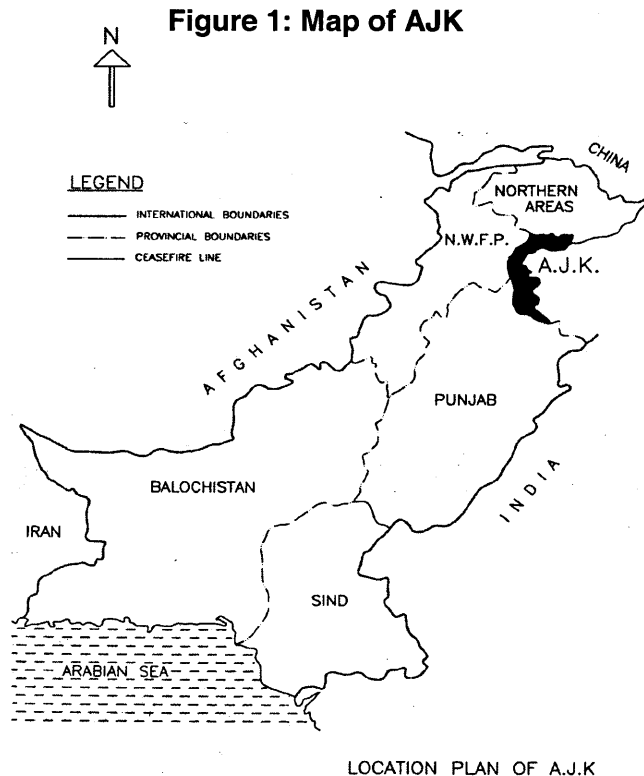 Figure 1: Map of AJK
N
LEGEND
INTERNATIONAL BOUNDARIES
PROVINCIAL BOUNDARIES
CEASEFIRE LINE
CHINA
NORTHERN
AREAS
N.W.F.P.
A.J.K.
AFGHANISTAN
PUNJAB
BALOCHISTAN
INDIA
IRAN
SIND
ARABIAN SEA
LOCATION PLAN OF A.J.K